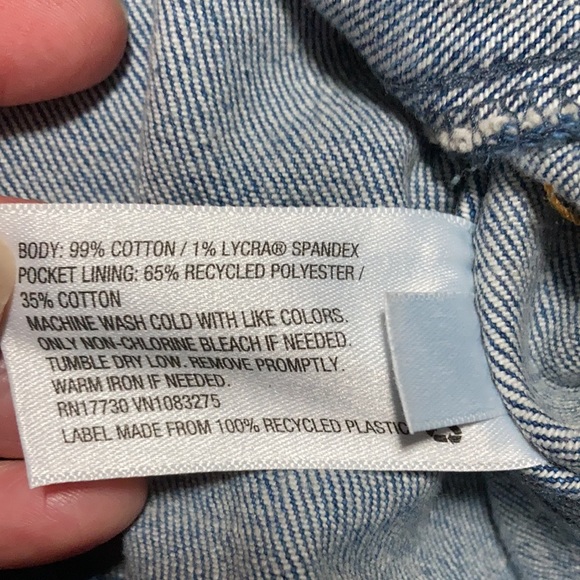 BODY: 99% COTTON / 1% LYCRA® SPANDEX
POCKET LINING: 65% RECYCLED POLYESTER /
35% COTTON
MACHINE WASH COLD WITH LIKE COLORS.
ONLY NON-CHLORINE BLEACH IF NEEDED.
TUMBLE DRY LOW. REMOVE PROMPTLY.
WARM IRON IF NEEDED.
RN17730 VN1083275
LABEL MADE FROM 100% RECYCLED PLASTIC